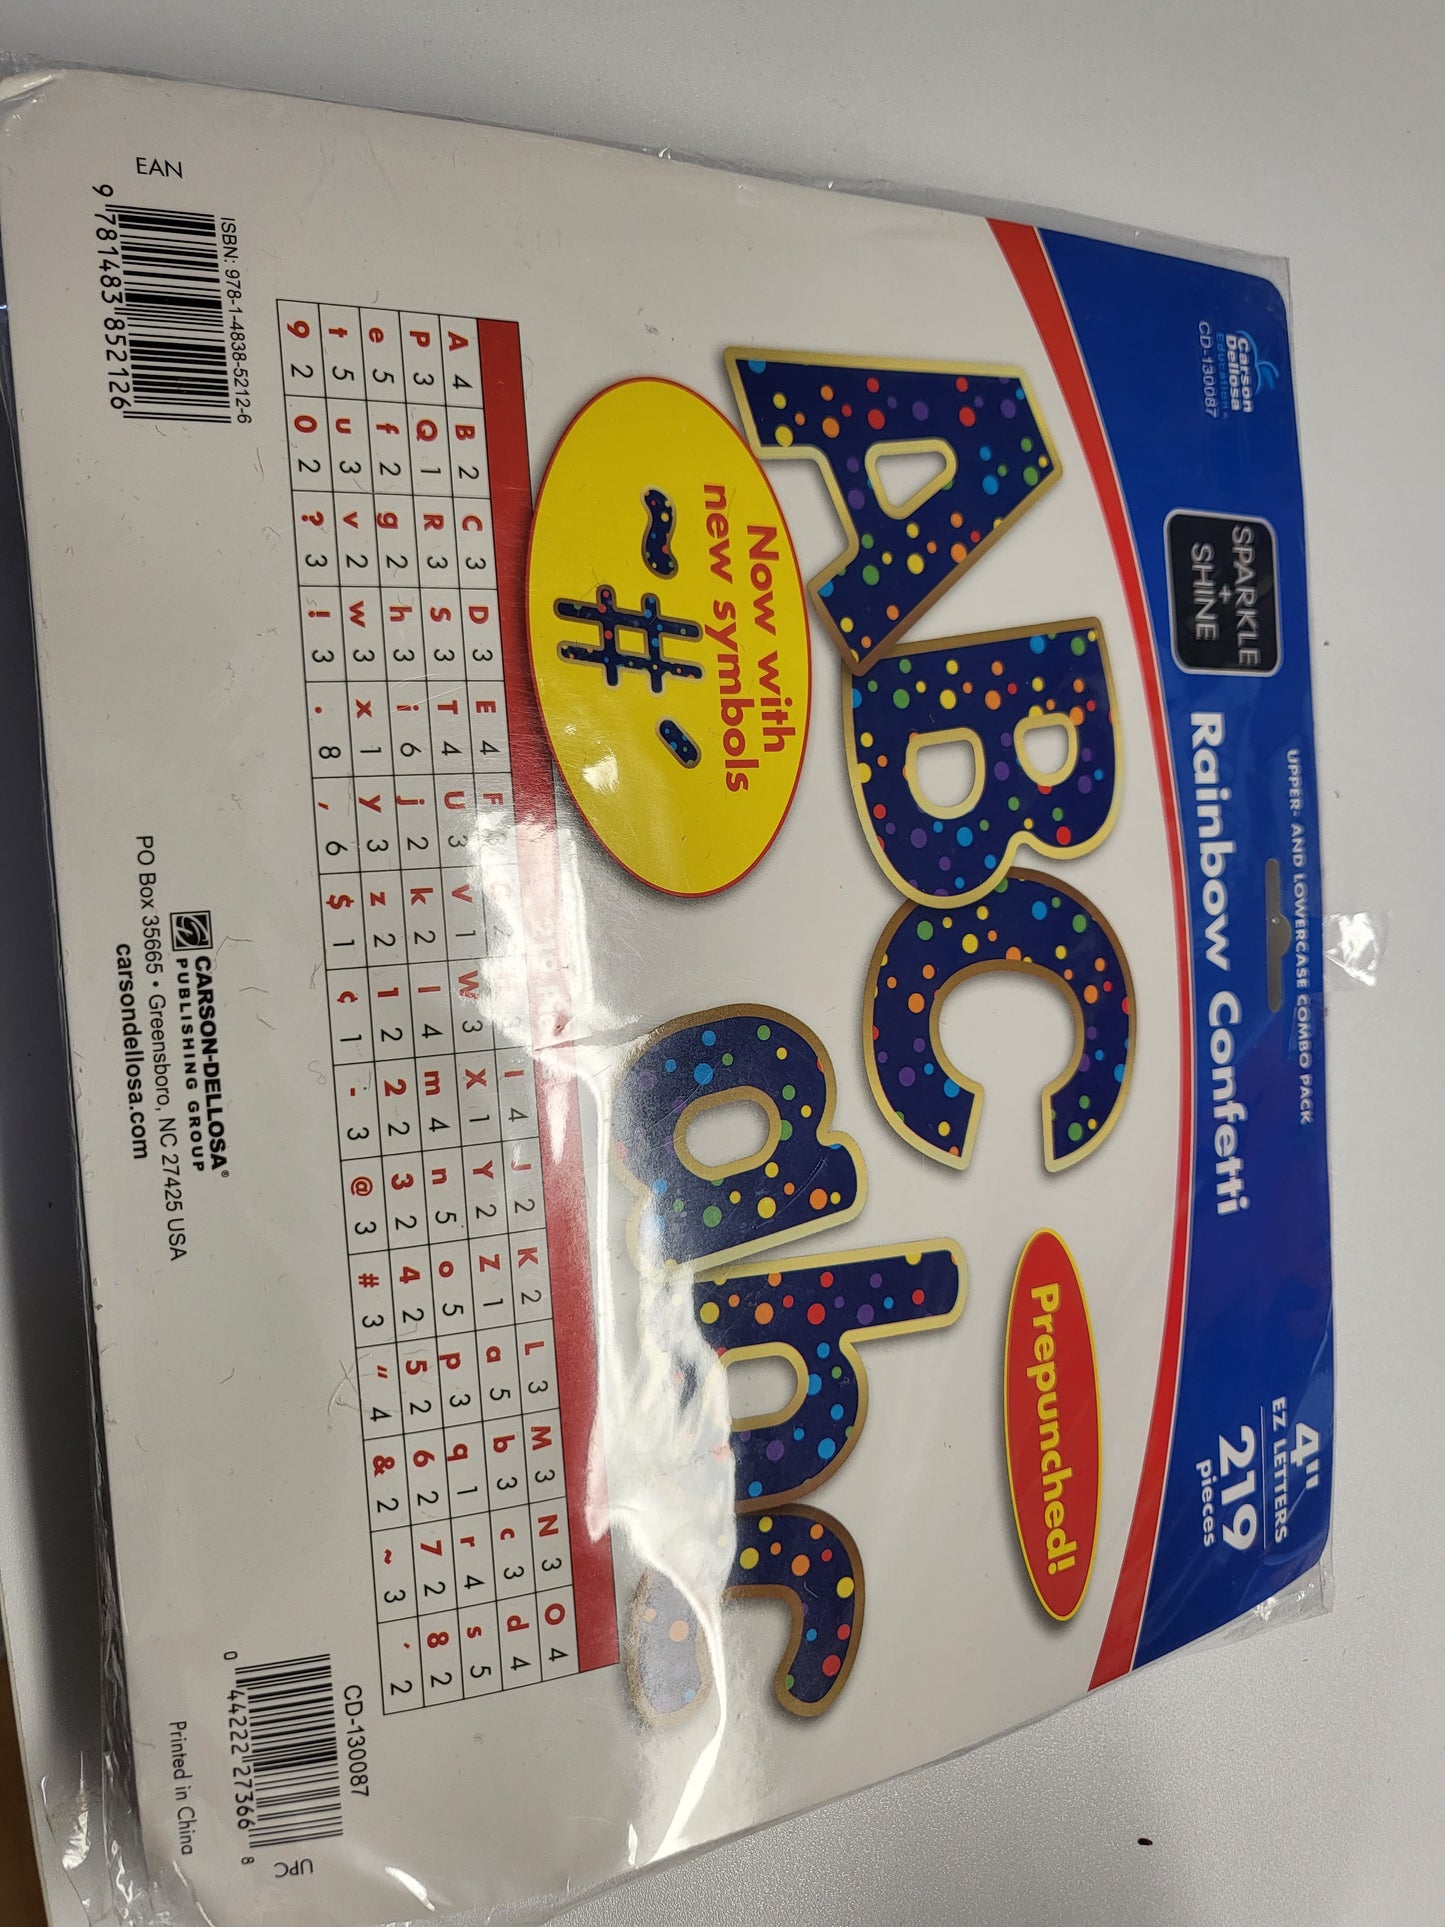 UPPER- AND LOWERCASE COMBO PACK
Carson
Dellosa
Education
CD-130087
SPARKLE
+
SHINE
Rainbow Confetti
4"
EZ LETTERS
219
pieces
Prepunched!
ABC
abc
Now with
new symbols
~ # ´
A 4 B 2 C 3 D 3 E 4 F 3 G 2 3 I 4 J 2 K 2 L 3 M 3 N 3 O 4
P 3 Q 1 R 3 S 3 T 4 U 3 V 1 W 3 X 1 Y 2 Z 1 a 5 b 3 c 3 d 4
e 5 f 2 g 2 h 3 i 6 j 2 k 2 l 4 m 4 n 5 o 5 p 3 q 1 r 4 s 5
t 5 u 3 v 2 w 3 x 1 y 3 z 2 1 2 2 2 3 2 4 2 5 2 6 2 7 2 8 2
9 2 0 2 ? 3 ! 3 . 8 , 6 $ 1 ¢ 1 - 3 @ 3 # 3 " 4 & 2 ~ 3 ´ 2
ISBN: 978-1-4838-5212-6
EAN
9 781483 852126
CARSON-DELLOSA®
PUBLISHING GROUP
PO Box 35665 • Greensboro, NC 27425 USA
carsondellosa.com
CD-130087
UPC
0 44222 27366 8
Printed in China